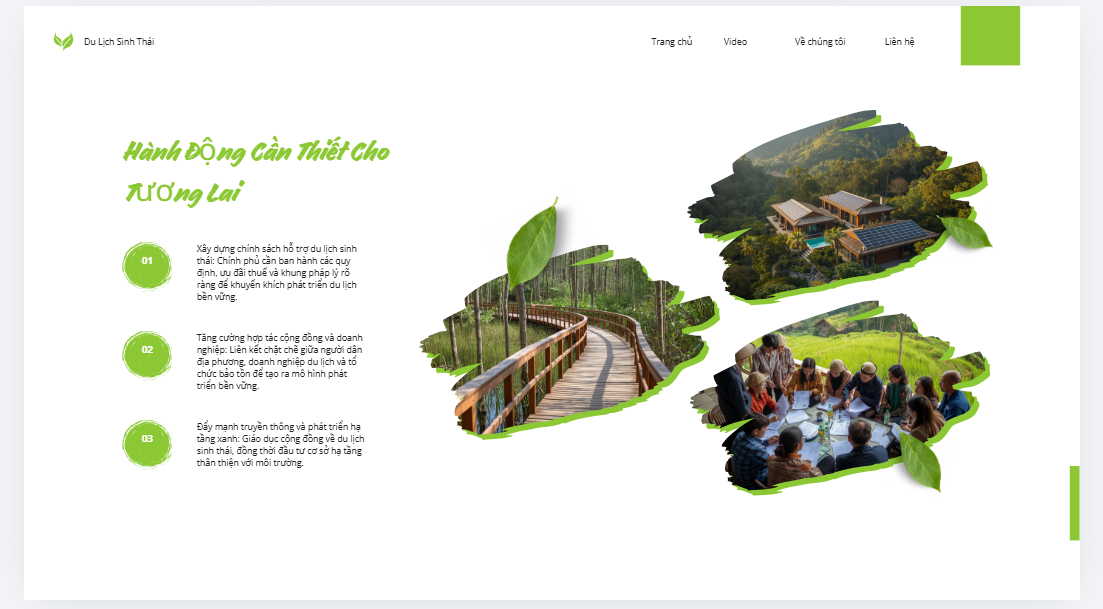 Du Lịch Sinh Thái
Trang chủ
Video
Về chúng tôi
Liên hệ
Hành Động Cần Thiết Cho
Tương Lai
01
Xây dựng chính sách hỗ trợ du lịch sinh
thái: Chính phủ cần ban hành các quy
định, ưu đãi thuế và khung pháp lý rõ
ràng để khuyến khích phát triển du lịch
bền vững.
02
Tăng cường hợp tác cộng đồng và doanh
nghiệp: Liên kết chặt chẽ giữa người dân
địa phương, doanh nghiệp du lịch và tổ
chức bảo tồn để tạo ra mô hình phát
triển bền vững.
03
Đẩy mạnh truyền thông và phát triển hạ
tầng xanh: Giáo dục cộng đồng về du lịch
sinh thái, đồng thời đầu tư cơ sở hạ tầng
thân thiện với môi trường.